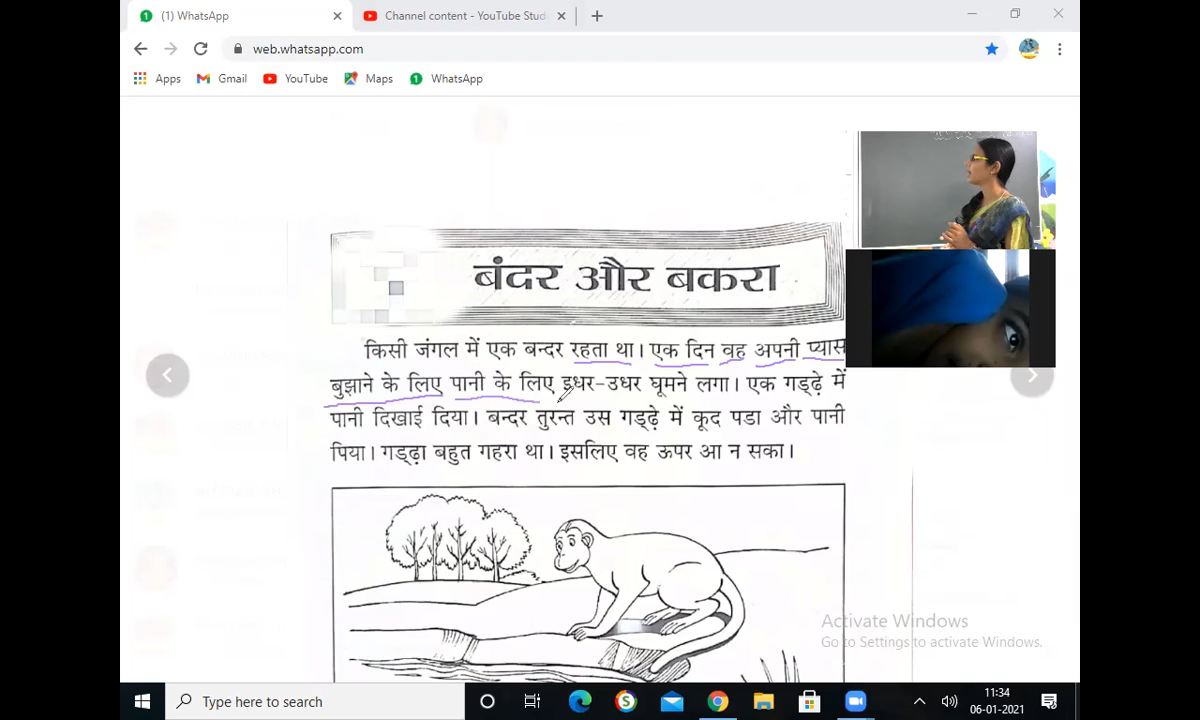 (1) WhatsApp
Channel content - YouTube Stud
web.whatsapp.com
Apps Gmail YouTube Maps WhatsApp
बंदर और बकरा
किसी जंगल में एक बन्दर रहता था। एक दिन वह अपनी प्यास
बुझाने के लिए पानी के लिए इधर-उधर घूमने लगा। एक गड्ढ़े में
पानी दिखाई दिया। बन्दर तुरन्त उस गड्ढ़े में कूद पडा और पानी
पिया। गड्ढ़ा बहुत गहरा था। इसलिए वह ऊपर आ न सका।
Activate Windows
Go to Settings to activate Windows.
Type here to search
11:34
06-01-2021